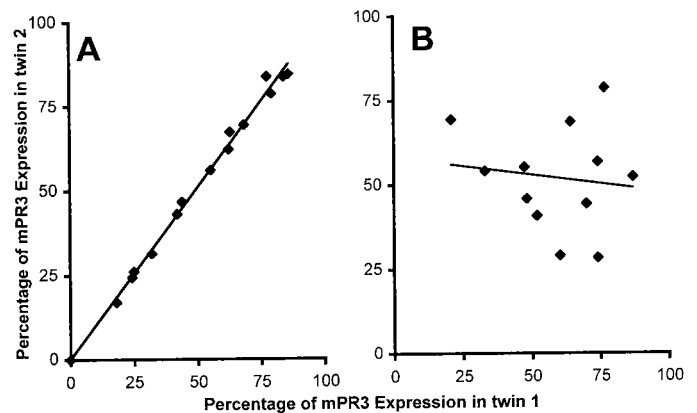 A
B
Percentage of mPR3 Expression in twin 2
100
75
50
25
0
100
75
50
25
0
0 25 50 75 100
0 25 50 75 100
Percentage of mPR3 Expression in twin 1